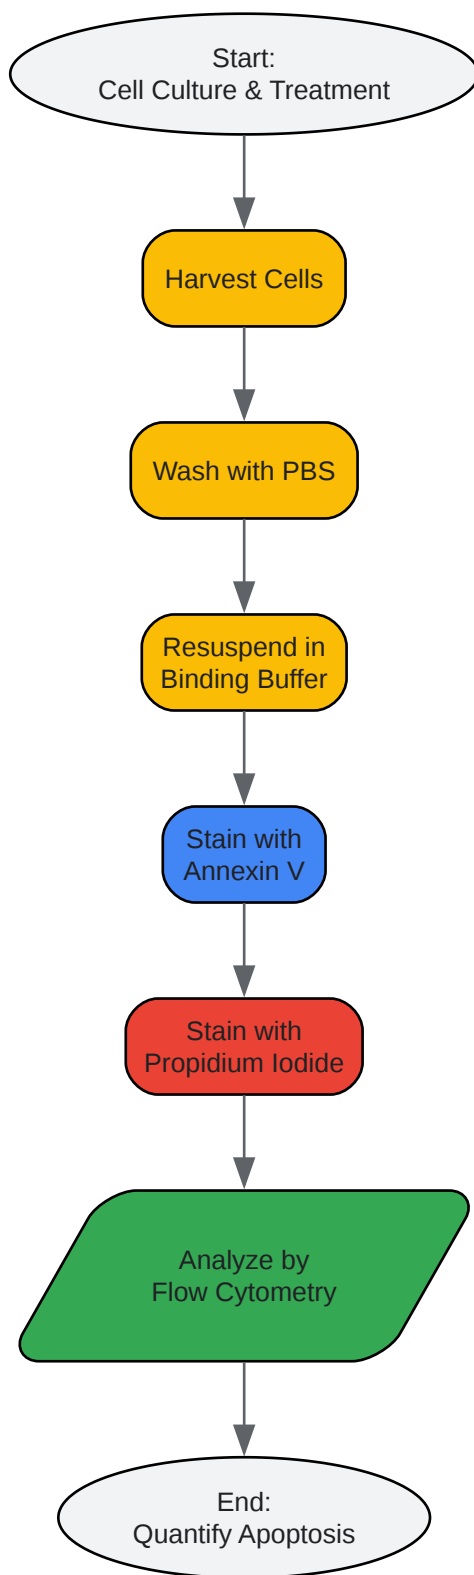 Start:
Cell Culture & Treatment
Harvest Cells
Wash with PBS
Resuspend in
Binding Buffer
Stain with
Annexin V
Stain with
Propidium Iodide
Analyze by
Flow Cytometry
End:
Quantify Apoptosis